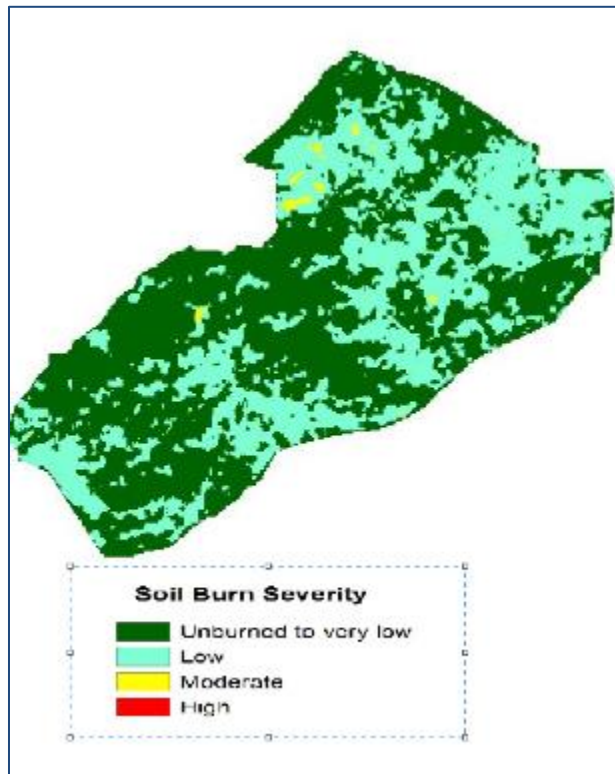 Soil Burn Severity
Unburned to very low
Low
Moderate
High